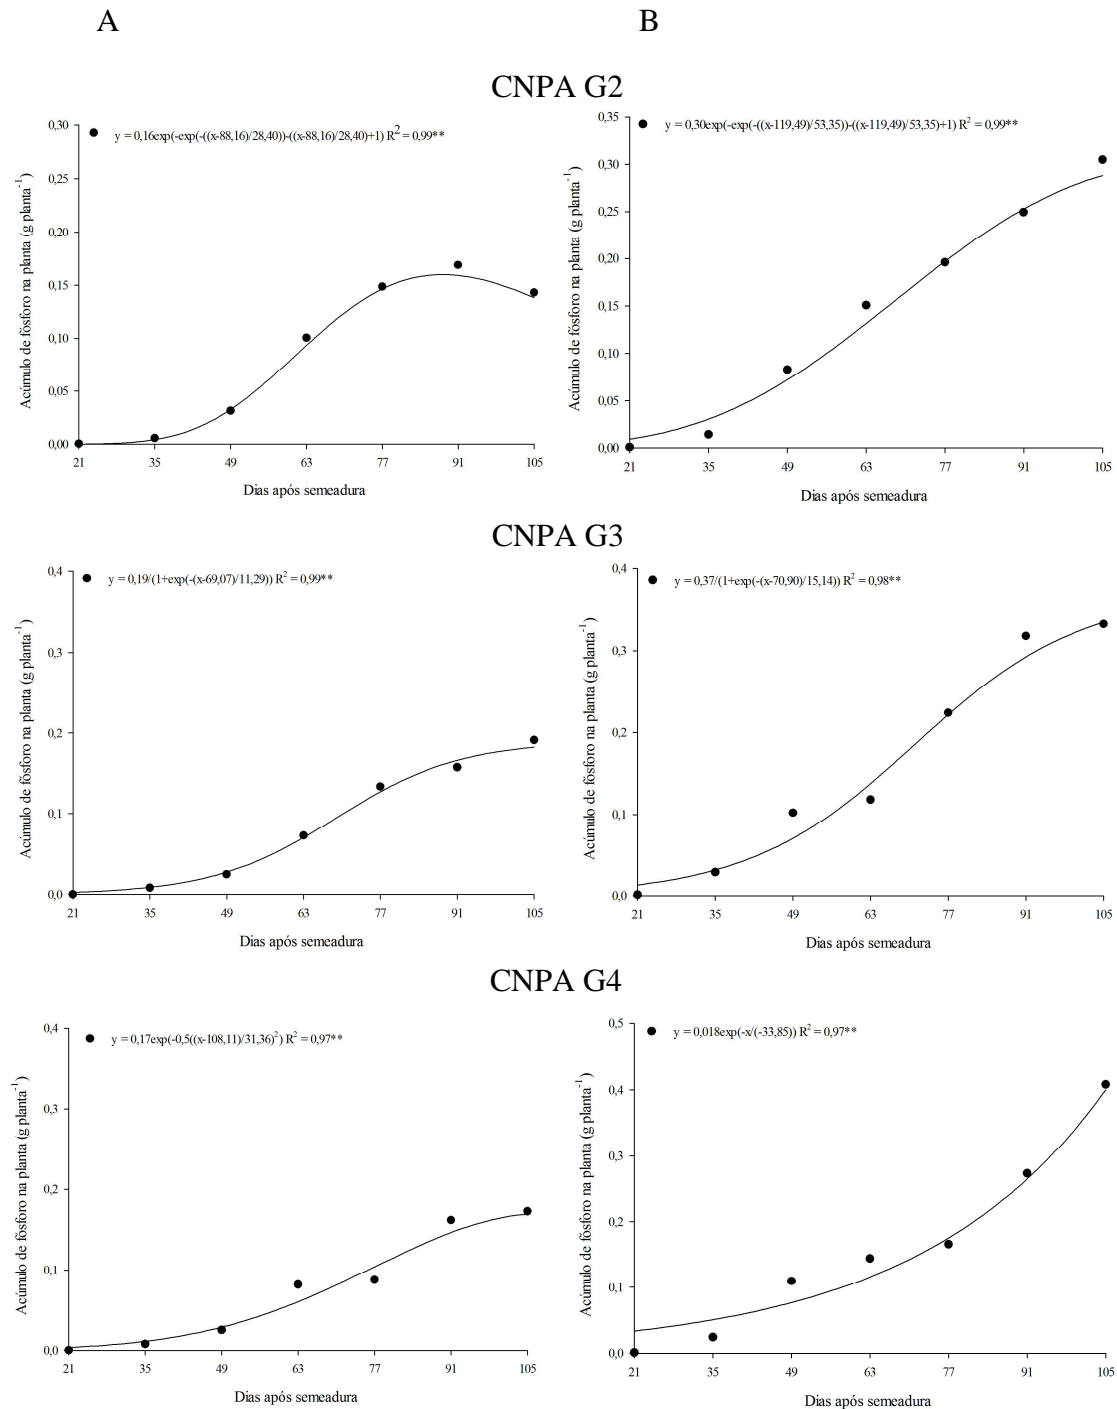 A
B
CNPA G2
y = 0,16exp(-exp(-((x-88,16)/28,40))-((x-88,16)/28,40)+1) R² = 0,99**
0,30
0,25
0,20
0,15
0,10
0,05
0,00
Acúmulo de fósforo na planta (g planta⁻¹)
21 35 49 63 77 91 105
Dias após semeadura
y = 0,30exp(-exp(-((x-119,49)/53,35))-((x-119,49)/53,35)+1) R² = 0,99**
0,35
0,30
0,25
0,20
0,15
0,10
0,05
0,00
Acúmulo de fósforo na planta (g planta⁻¹)
21 35 49 63 77 91 105
Dias após semeadura
CNPA G3
y = 0,19/(1+exp(-(x-69,07)/11,29)) R² = 0,99**
0,4
0,3
0,2
0,1
0,0
Acúmulo de fósforo na planta (g planta⁻¹)
21 35 49 63 77 91 105
Dias após semeadura
y = 0,37/(1+exp(-(x-70,90)/15,14)) R² = 0,98**
0,4
0,3
0,2
0,1
0,0
Acúmulo de fósforo na planta (g planta⁻¹)
21 35 49 63 77 91 105
Dias após semeadura
CNPA G4
y = 0,17exp(-0,5((x-108,11)/31,36)²) R² = 0,97**
0,4
0,3
0,2
0,1
0,0
Acúmulo de fósforo na planta (g planta⁻¹)
21 35 49 63 77 91 105
Dias após semeadura
y = 0,018exp(-x/(-33,85)) R² = 0,97**
0,5
0,4
0,3
0,2
0,1
0,0
Acúmulo de fósforo na planta (g planta⁻¹)
21 35 49 63 77 91 105
Dias após semeadura